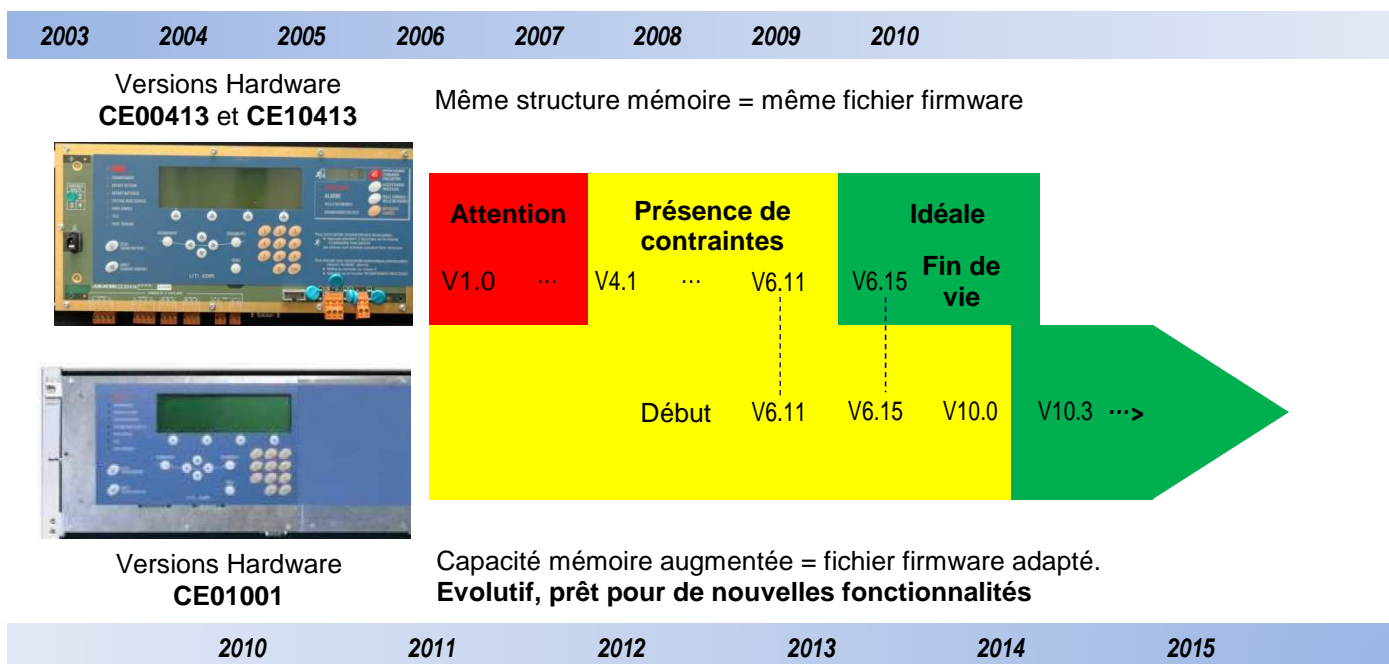 2003 2004 2005 2006 2007 2008 2009 2010
Versions Hardware
CE00413 et CE10413
Même structure mémoire = même fichier firmware
Attention
Présence de
contraintes
Idéale
V1.0 ... V4.1 ... V6.11 V6.15 Fin de
vie
Début V6.11 V6.15 V10.0 V10.3 ...>
Versions Hardware
CE01001
Capacité mémoire augmentée = fichier firmware adapté.
Evolutif, prêt pour de nouvelles fonctionnalités
2010 2011 2012 2013 2014 2015